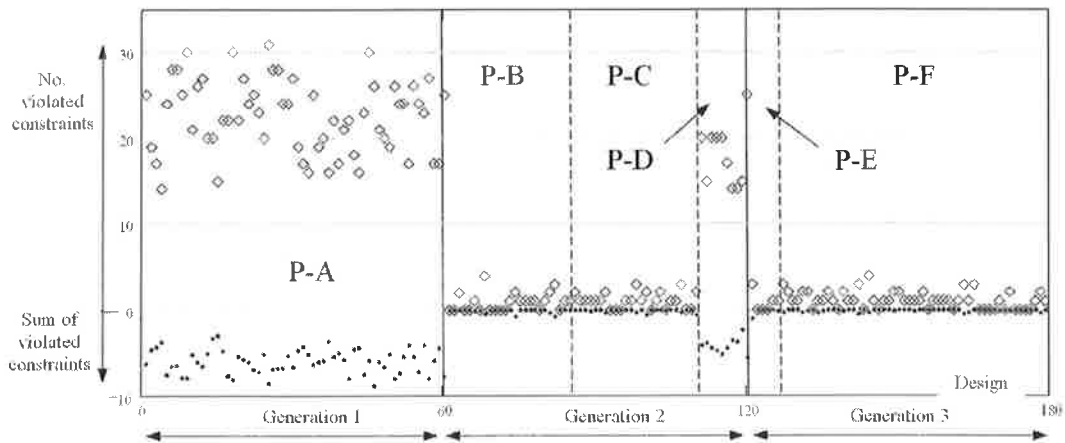 No.
violated
constraints
Sum of
violated
constraints
30
20
10
0
-10
P-A
P-B
P-C
P-D
P-E
P-F
Design
0
60
120
180
Generation 1
Generation 2
Generation 3